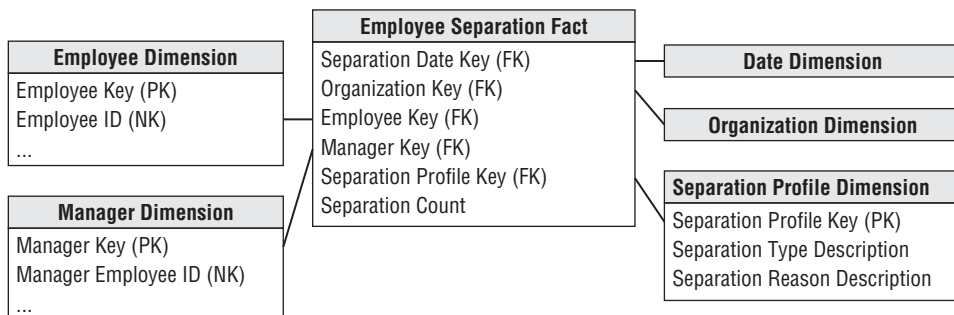 Employee Dimension
Employee Key (PK)
Employee ID (NK)
...
Manager Dimension
Manager Key (PK)
Manager Employee ID (NK)
...
Employee Separation Fact
Separation Date Key (FK)
Organization Key (FK)
Employee Key (FK)
Manager Key (FK)
Separation Profile Key (FK)
Separation Count
Date Dimension
Organization Dimension
Separation Profile Dimension
Separation Profile Key (PK)
Separation Type Description
Separation Reason Description